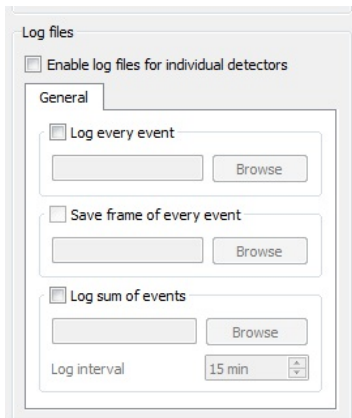 Log files
Enable log files for individual detectors
General
Log every event
Browse
Save frame of every event
Browse
Log sum of events
Browse
Log interval 15 min